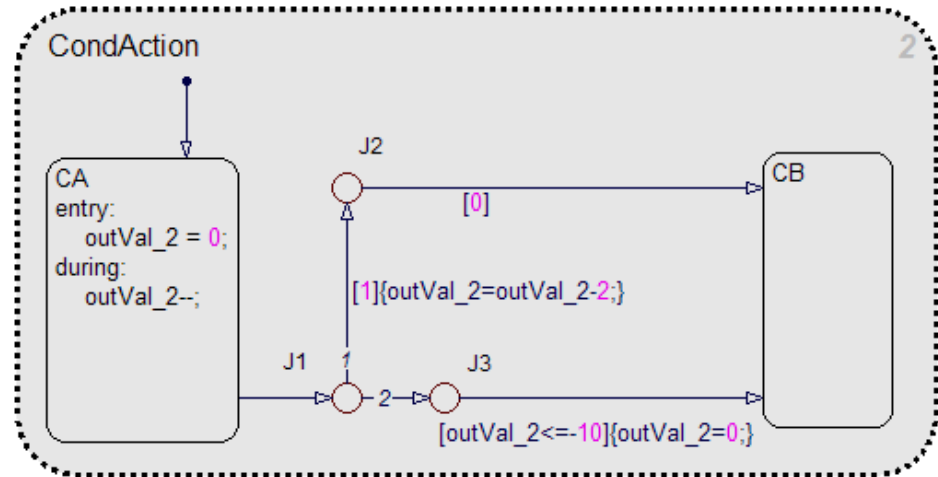 CondAction
2
J2
CA
entry:
outVal_2 = 0;
during:
outVal_2--;
CB
[0]
[1]{outVal_2=outVal_2-2;}
J1
1
J3
2
[outVal_2<=-10]{outVal_2=0;}